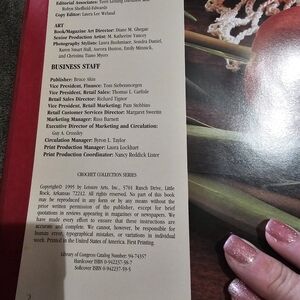 Editorial Associates: Terri Leming Davidson and
Robyn Sheffield-Edwards
Copy Editor: Laura Lee Weland
ART
Book/Magazine Art Director: Diane M. Ghegan
Senior Production Artist: M. Katherine Yancey
Photography Stylists: Laura Bushmiaer, Sondra Daniel,
Karen Smart Hall, Aurora Huston, Emily Minnick,
and Christina Tiano Myers
BUSINESS STAFF
Publisher: Bruce Akin
Vice President, Finance: Tom Siebenmorgen
Vice President, Retail Sales: Thomas L. Carlisle
Retail Sales Director: Richard Tignor
Vice President, Retail Marketing: Pam Stebbins
Retail Customer Services Director: Margaret Sweetin
Marketing Manager: Russ Barnett
Executive Director of Marketing and Circulation:
Guy A. Crossley
Circulation Manager: Byron L. Taylor
Print Production Manager: Laura Lockhart
Print Production Coordinator: Nancy Reddick Lister
CROCHET COLLECTION SERIES
Copyright© 1995 by Leisure Arts, Inc., 5701 Ranch Drive, Little
Rock, Arkansas 72212. All rights reserved. No part of this book
may be reproduced in any form or by any means without the
prior written permission of the publisher, except for brief
quotations in reviews appearing in magazines or newspapers. We
have made every effort to ensure that these instructions are
accurate and complete. We cannot, however, be responsible for
human error, typographical mistakes, or variations in individual
work. Printed in the United States of America. First Printing.
Library of Congress Catalog Number: 94-74357
Hardcover ISBN 0-942237-58-7
Softcover ISBN 0-942237-59-5